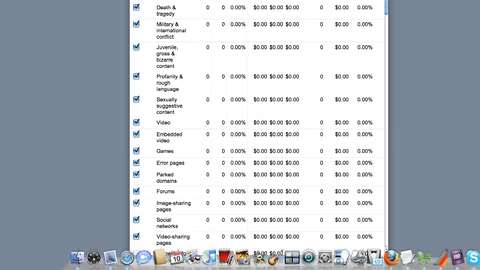 Death & 0 0 0.00% $0.00 $0.00 $0.00 0 $0.00 0.00%
tragedy
Military & 0 0 0.00% $0.00 $0.00 $0.00 0 $0.00 0.00%
international
conflict
Juvenile, 0 0 0.00% $0.00 $0.00 $0.00 0 $0.00 0.00%
gross &
bizarre
content
Profanity & 0 0 0.00% $0.00 $0.00 $0.00 0 $0.00 0.00%
rough
language
Sexually 0 0 0.00% $0.00 $0.00 $0.00 0 $0.00 0.00%
suggestive
content
Video 0 0 0.00% $0.00 $0.00 $0.00 0 $0.00 0.00%
Embedded 0 0 0.00% $0.00 $0.00 $0.00 0 $0.00 0.00%
video
Games 0 0 0.00% $0.00 $0.00 $0.00 0 $0.00 0.00%
Error pages 0 0 0.00% $0.00 $0.00 $0.00 0 $0.00 0.00%
Parked 0 0 0.00% $0.00 $0.00 $0.00 0 $0.00 0.00%
domains
Forums 0 0 0.00% $0.00 $0.00 $0.00 0 $0.00 0.00%
Image-sharing 0 0 0.00% $0.00 $0.00 $0.00 0 $0.00 0.00%
pages
Social 0 0 0.00% $0.00 $0.00 $0.00 0 $0.00 0.00%
networks
Video-sharing 0 0 0.00% $0.00 $0.00 $0.00 0 $0.00 0.00%
pages
10